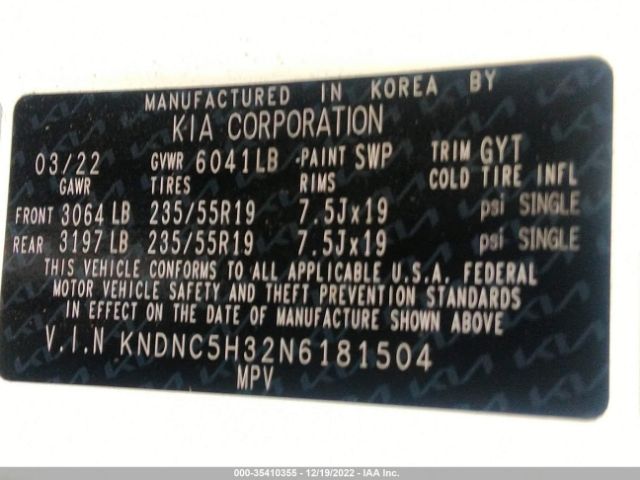 MANUFACTURED IN KOREA BY
KIA CORPORATION
03/22 GVWR 6041LB PAINT SWP TRIM GYT
GAWR TIRES RIMS COLD TIRE INFL
FRONT 3064 LB 235/55R19 7.5Jx19 psi SINGLE
REAR 3197 LB 235/55R19 7.5Jx19 psi SINGLE
THIS VEHICLE CONFORMS TO ALL APPLICABLE U.S.A. FEDERAL
MOTOR VEHICLE SAFETY AND THEFT PREVENTION STANDARDS
IN EFFECT ON THE DATE OF MANUFACTURE SHOWN ABOVE
V.I.N KNDNC5H32N6181504
MPV
000-35410355 - 12/19/2022 - IAA Inc.